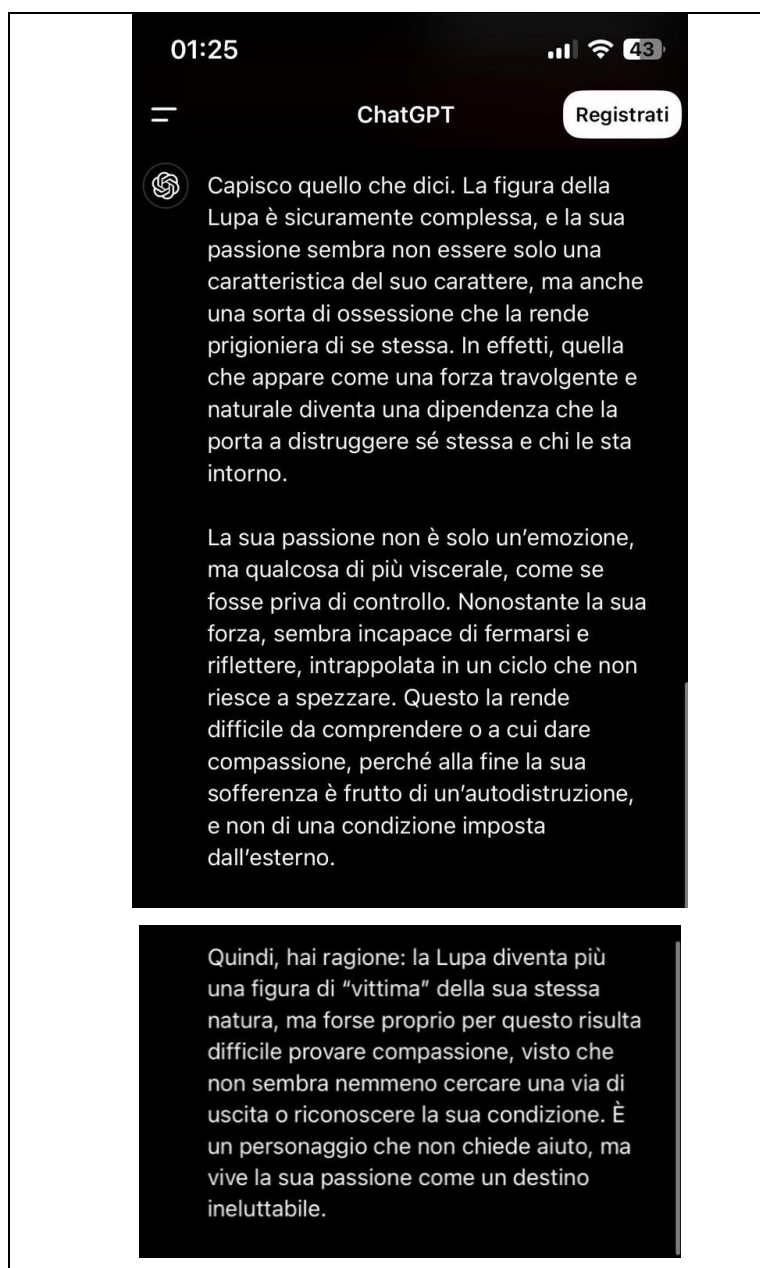 01:25
43
ChatGPT
Registrati
Capisco quello che dici. La figura della
Lupa è sicuramente complessa, e la sua
passione sembra non essere solo una
caratteristica del suo carattere, ma anche
una sorta di ossessione che la rende
prigioniera di se stessa. In effetti, quella
che appare come una forza travolgente e
naturale diventa una dipendenza che la
porta a distruggere sé stessa e chi le sta
intorno.
La sua passione non è solo un’emozione,
ma qualcosa di più viscerale, come se
fosse priva di controllo. Nonostante la sua
forza, sembra incapace di fermarsi e
riflettere, intrappolata in un ciclo che non
riesce a spezzare. Questo la rende
difficile da comprendere o a cui dare
compassione, perché alla fine la sua
sofferenza è frutto di un’autodistruzione,
e non di una condizione imposta
dall’esterno.
Quindi, hai ragione: la Lupa diventa più
una figura di “vittima” della sua stessa
natura, ma forse proprio per questo risulta
difficile provare compassione, visto che
non sembra nemmeno cercare una via di
uscita o riconoscere la sua condizione. È
un personaggio che non chiede aiuto, ma
vive la sua passione come un destino
ineluttabile.